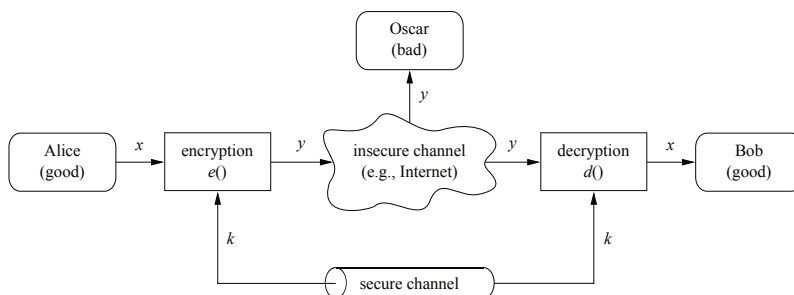 Oscar
(bad)
y
Alice
(good)
x
encryption
e()
y
insecure channel
(e.g., Internet)
y
decryption
d()
x
Bob
(good)
k
k
secure channel